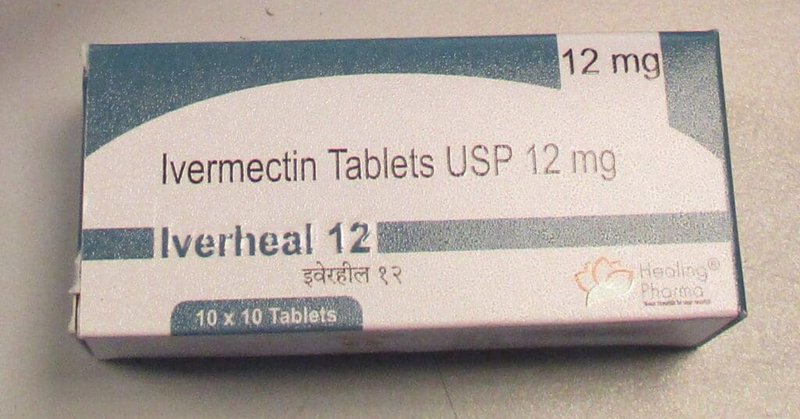 12 mg
Ivermectin Tablets USP 12 mg
Iverheal 12
इवेरहील १२
Healing®
Pharma
10 x 10 Tablets